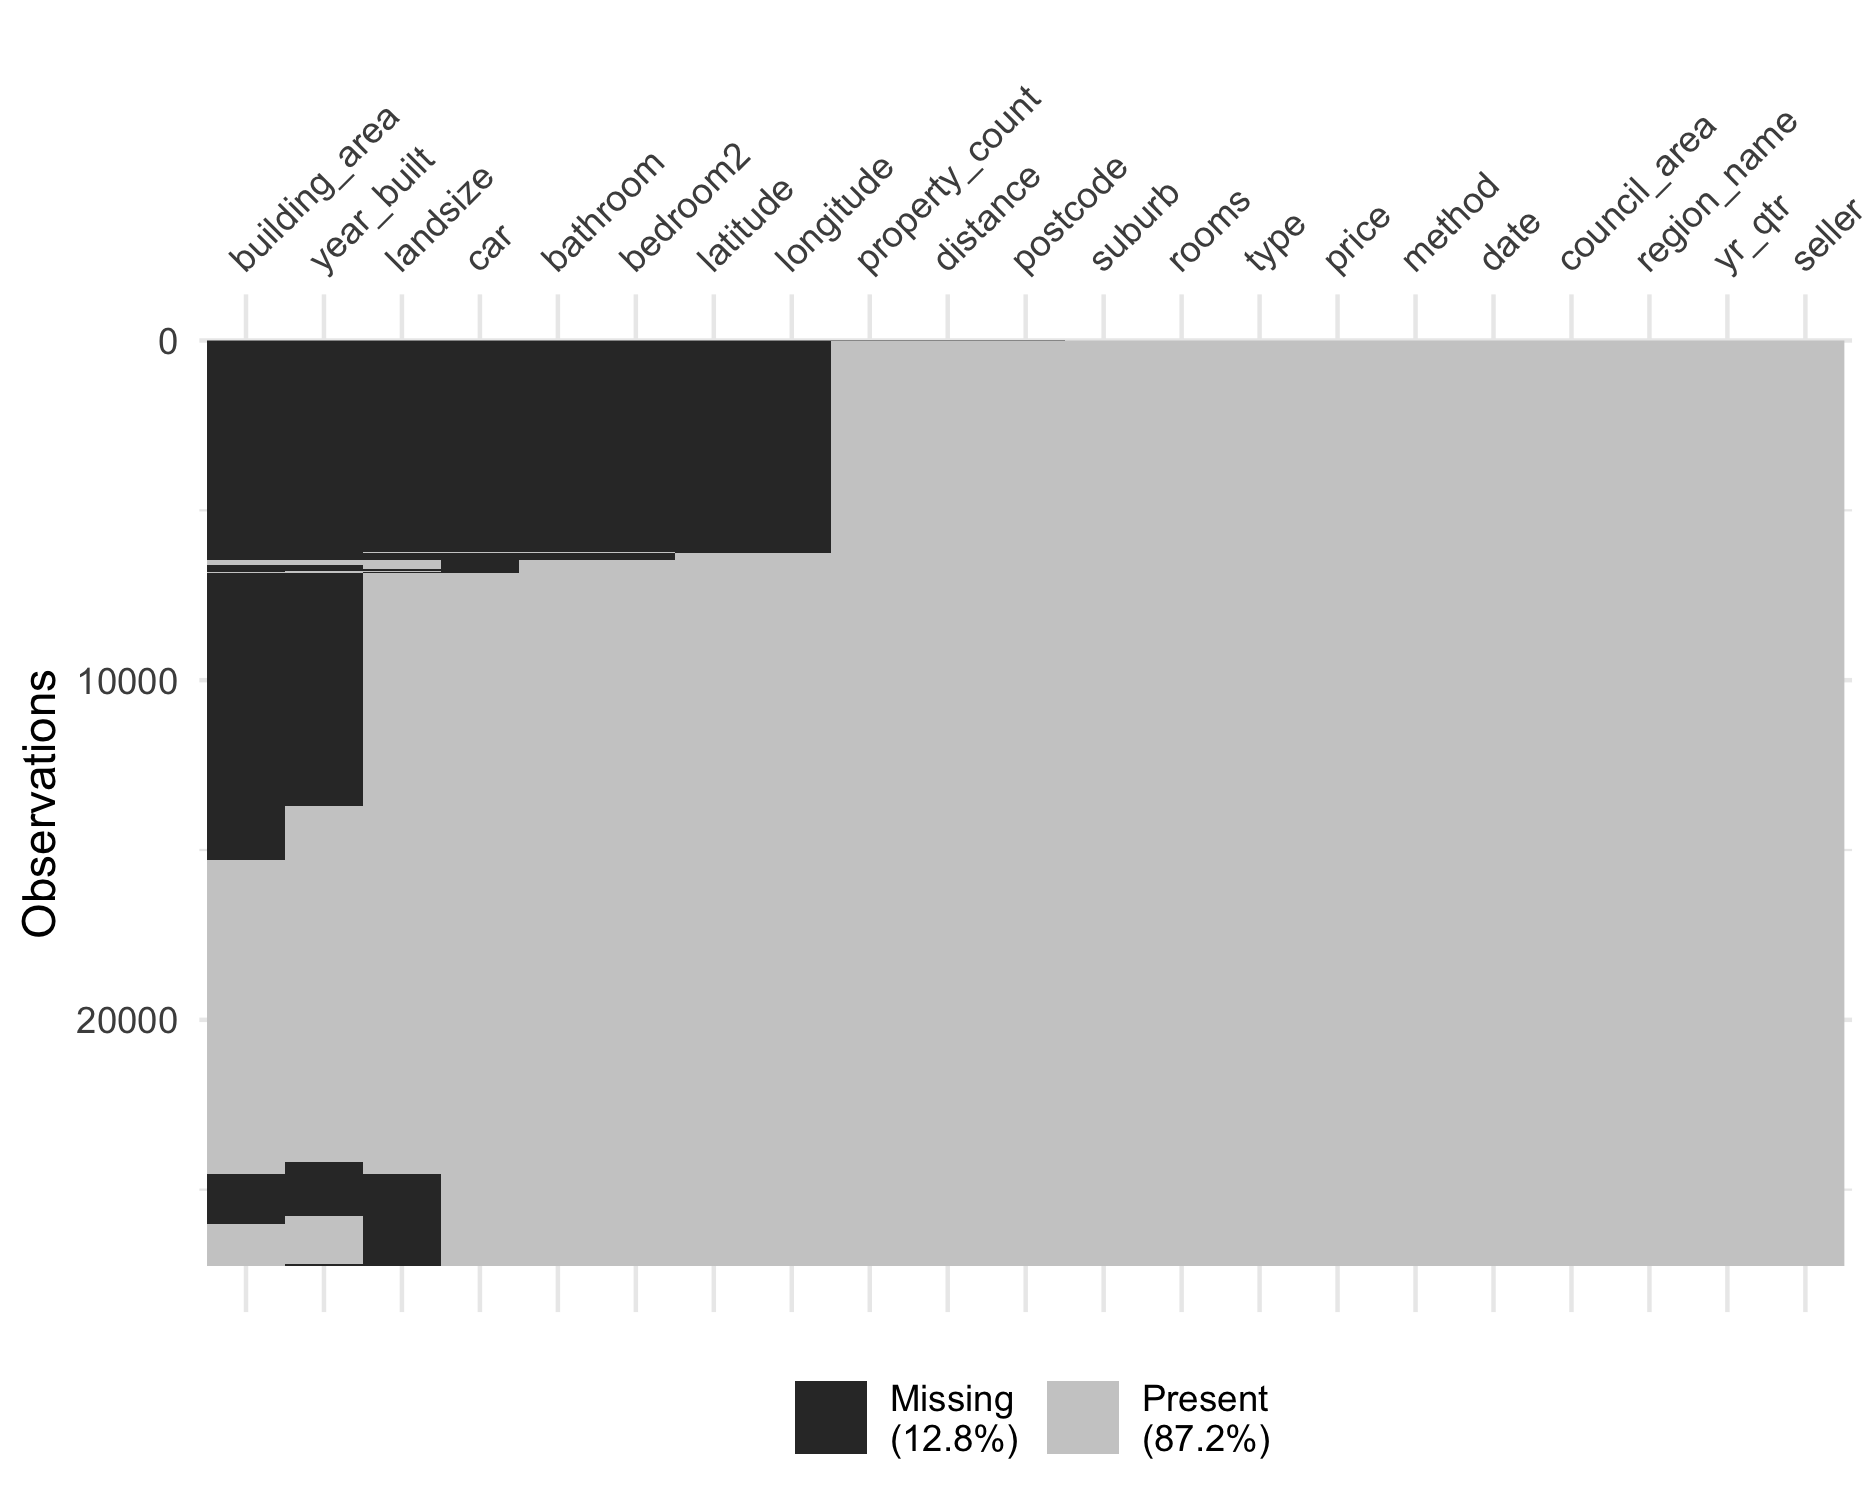 building_area
year_built
landsize
car
bathroom
bedroom2
latitude
longitude
property_count
distance
postcode
suburb
rooms
type
price
method
date
council_area
region_name
yr_qtr
seller
0
10000
20000
Observations
Missing
(12.8%)
Present
(87.2%)